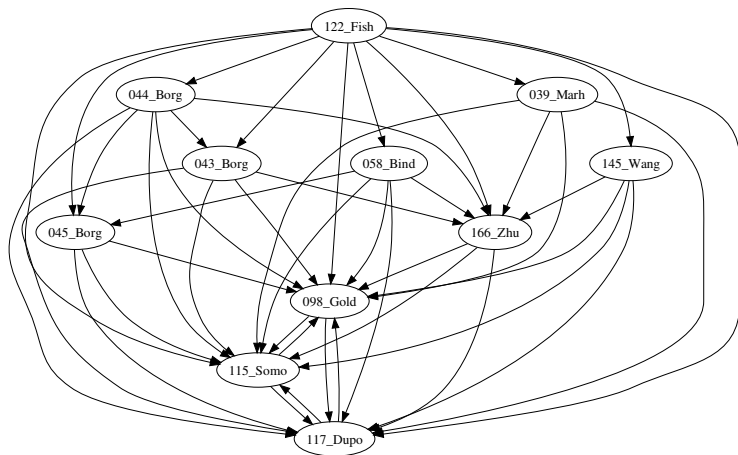 122_Fish
044_Borg
039_Marh
043_Borg
058_Bind
145_Wang
045_Borg
166_Zhu
098_Gold
115_Somo
117_Dupo